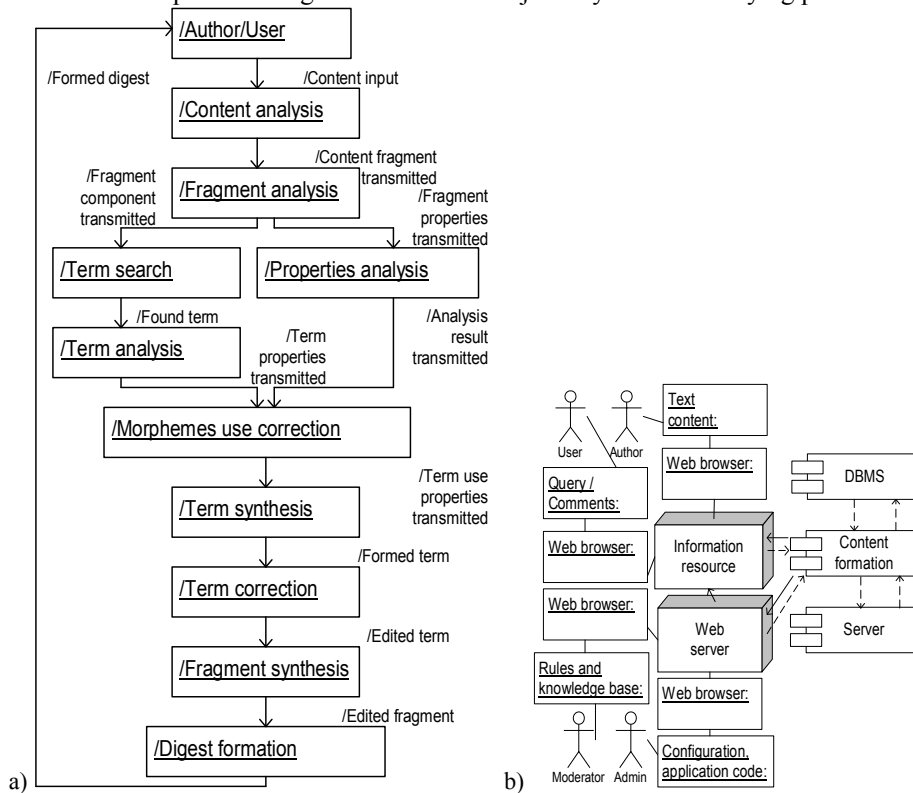 /Author/User
/Formed digest
/Content input
/Content analysis
/Content fragment
transmitted
/Fragment analysis
/Fragment
component
transmitted
/Fragment
properties
transmitted
/Term search
/Properties analysis
/Found term
/Term analysis
/Term
properties
transmitted
/Analysis
result
transmitted
/Morphemes use correction
/Term use
properties
transmitted
/Term synthesis
/Formed term
/Term correction
/Edited term
/Fragment synthesis
/Edited fragment
/Digest formation
a)
User
Author
Text
content:
Web browser:
Query /
Comments:
DBMS
Web browser:
Information
resource
Content
formation
Web browser:
Web
server
Server
Rules and
knowledge base:
Web browser:
Moderator
Admin
Configuration,
application code:
b)